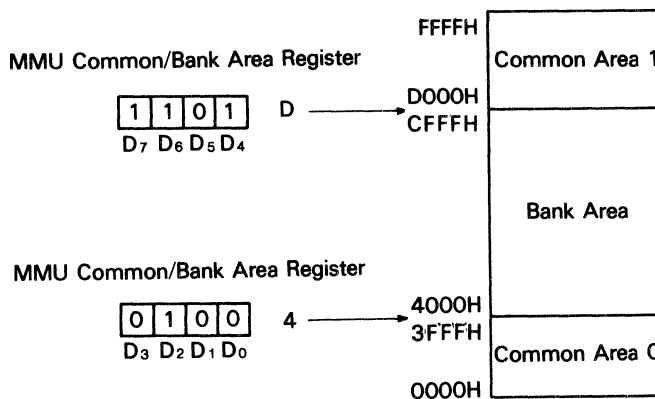 FFFFH
MMU Common/Bank Area Register
Common Area 1
1 1 0 1 D
D000H
CFFFH
D7 D6 D5 D4
Bank Area
MMU Common/Bank Area Register
0 1 0 0 4
4000H
3FFFH
D3 D2 D1 D0
Common Area 0
0000H